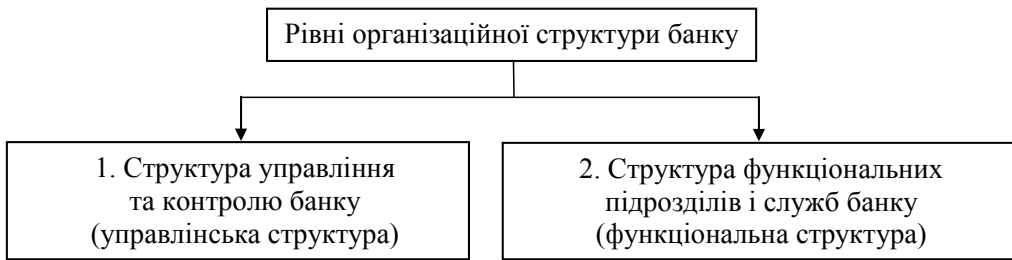 Рівні організаційної структури банку
1. Структура управління
та контролю банку
(управлінська структура)
2. Структура функціональних
підрозділів і служб банку
(функціональна структура)